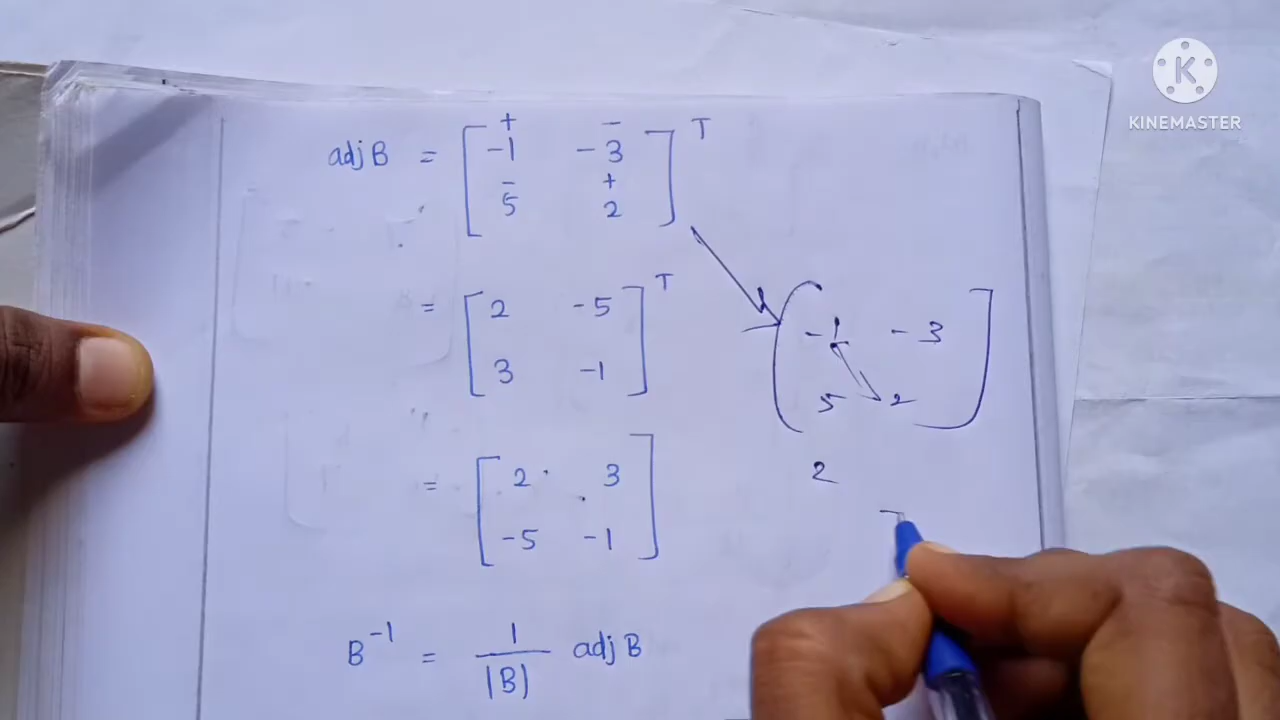 KINEMASTER
+ -
adj B = [ -1 -3 ] T
- +
5 2
= [ 2 -5 ] T
3 -1
-1 -3
5 2
= [ 2 3 ]
-5 -1
2
B⁻¹ = 1/|B| adj B